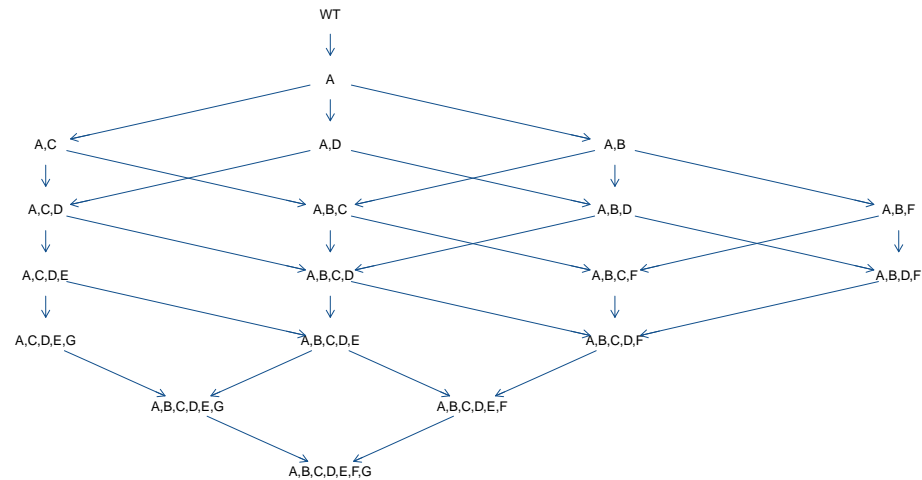 WT
A
A,C
A,D
A,B
A,C,D
A,B,C
A,B,D
A,B,F
A,C,D,E
A,B,C,D
A,B,C,F
A,B,D,F
A,C,D,E,G
A,B,C,D,E
A,B,C,D,F
A,B,C,D,E,G
A,B,C,D,E,F
A,B,C,D,E,F,G